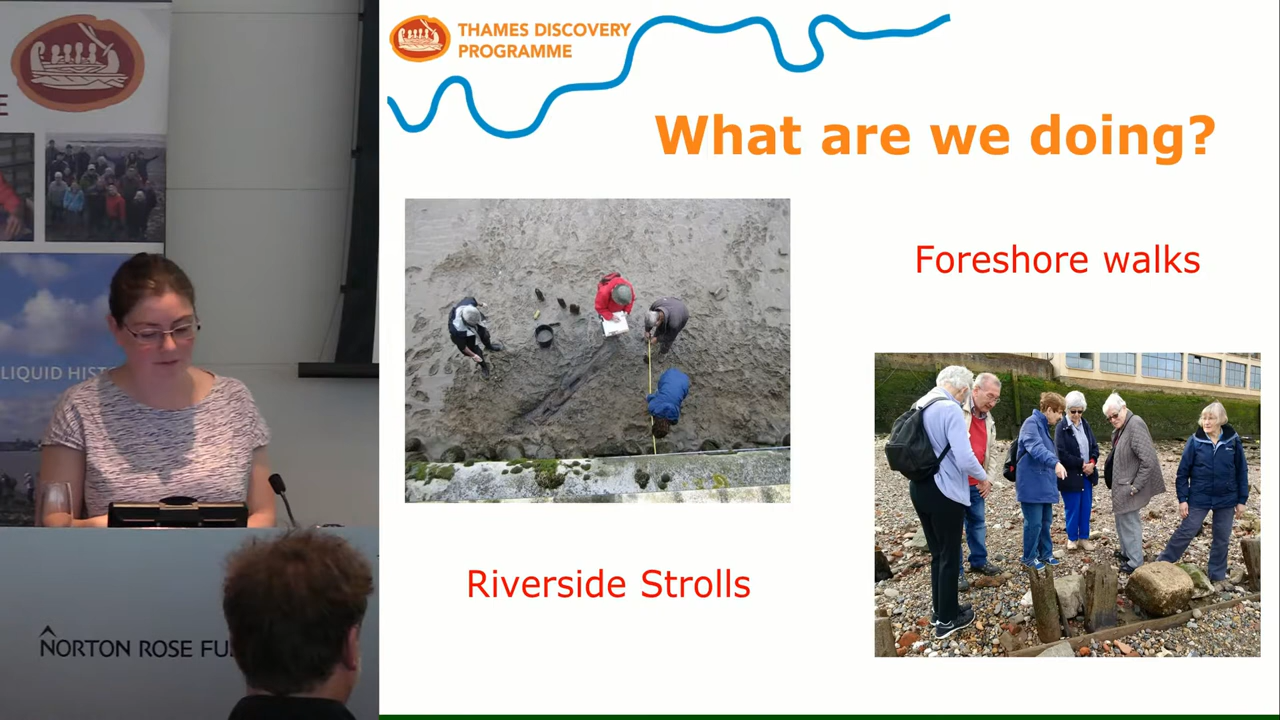 THAMES DISCOVERY
PROGRAMME
What are we doing?
Foreshore walks
Riverside Strolls
LIQUID HIST
NORTON ROSE FU
E